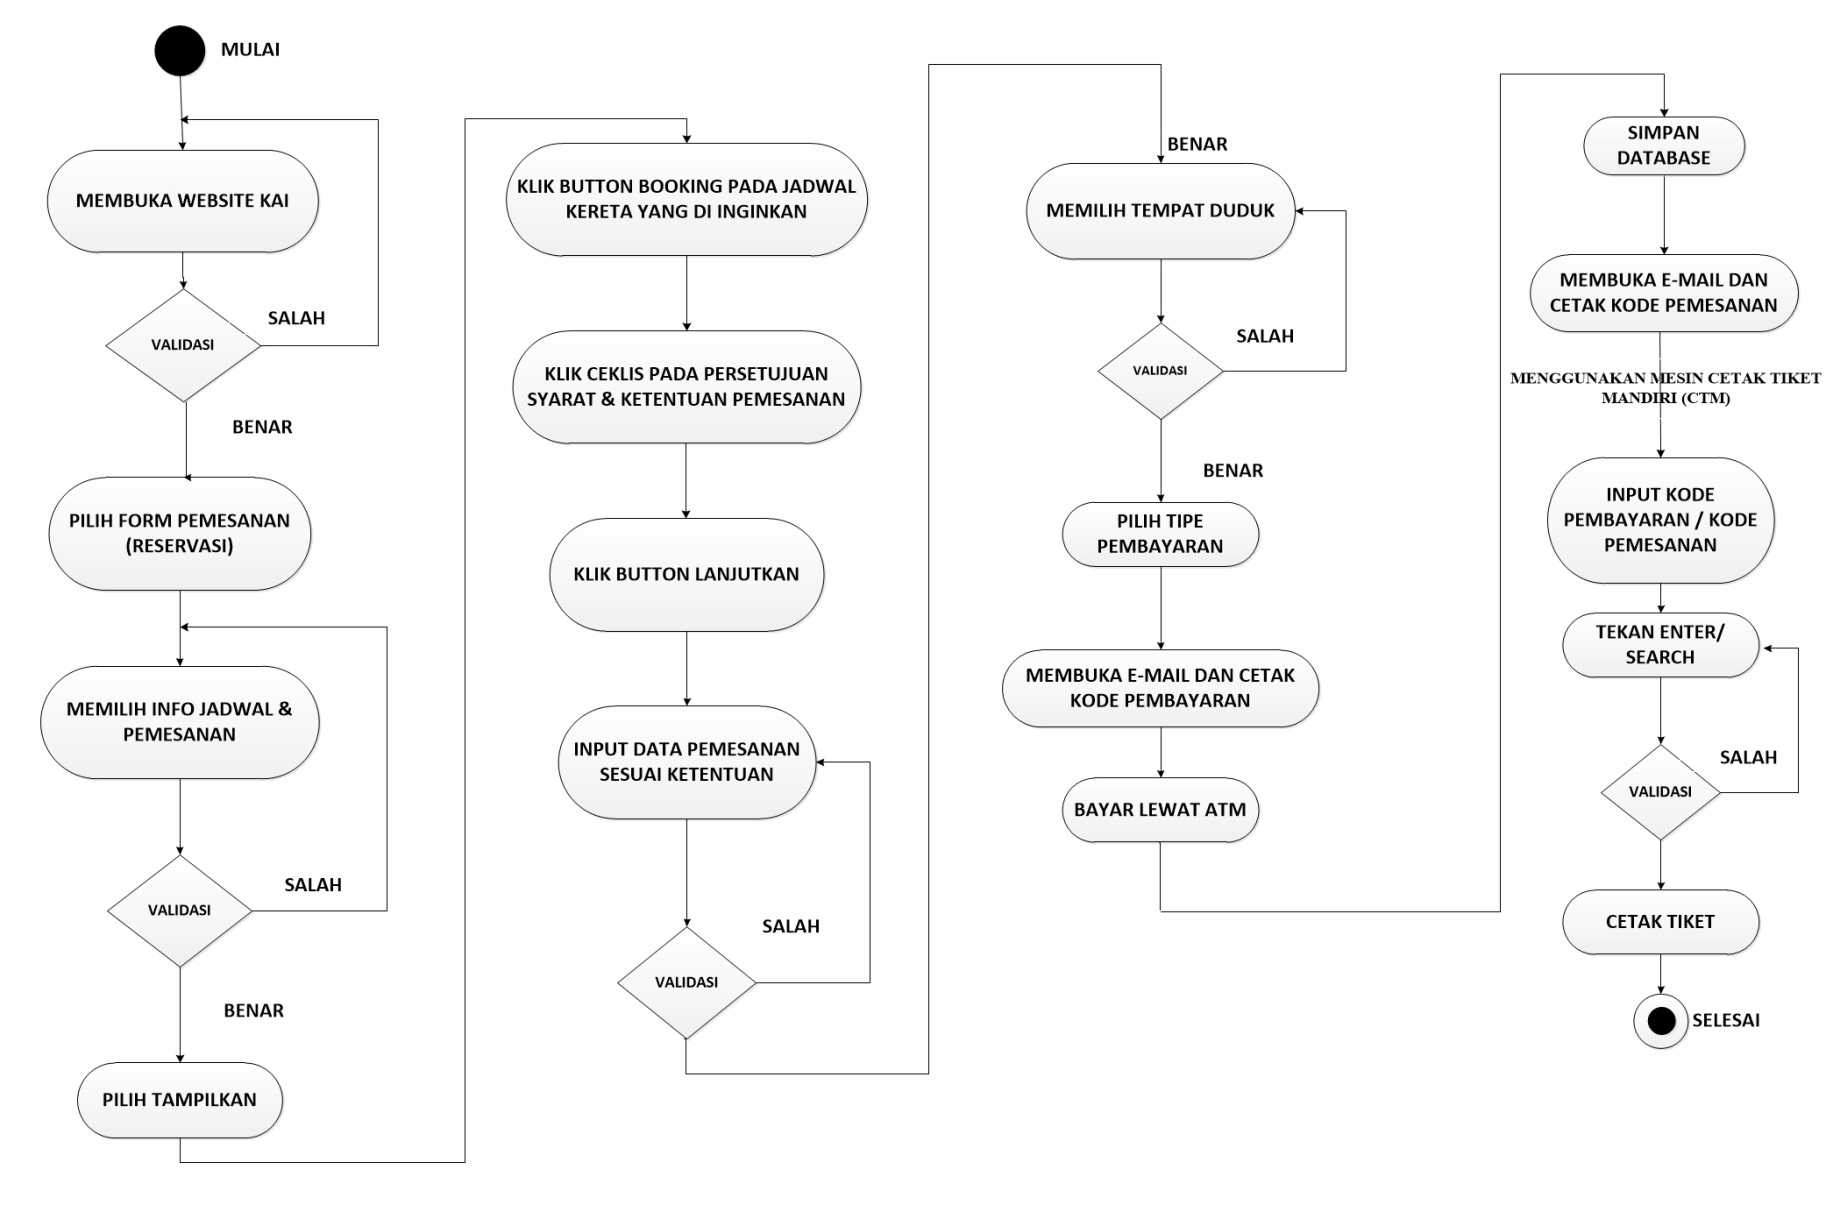 MULAI
MEMBUKA WEBSITE KAI
VALIDASI
SALAH
BENAR
PILIH FORM PEMESANAN
(RESERVASI)
MEMILIH INFO JADWAL &
PEMESANAN
VALIDASI
SALAH
BENAR
PILIH TAMPILKAN
KLIK BUTTON BOOKING PADA JADWAL
KERETA YANG DI INGINKAN
KLIK CEKLIS PADA PERSETUJUAN
SYARAT & KETENTUAN PEMESANAN
KLIK BUTTON LANJUTKAN
INPUT DATA PEMESANAN
SESUAI KETENTUAN
SALAH
VALIDASI
BENAR
MEMILIH TEMPAT DUDUK
SALAH
VALIDASI
BENAR
PILIH TIPE
PEMBAYARAN
MEMBUKA E-MAIL DAN CETAK
KODE PEMBAYARAN
BAYAR LEWAT ATM
SIMPAN
DATABASE
MEMBUKA E-MAIL DAN
CETAK KODE PEMESANAN
MENGGUNAKAN MESIN CETAK TIKET
MANDIRI (CTM)
INPUT KODE
PEMBAYARAN / KODE
PEMESANAN
TEKAN ENTER/
SEARCH
SALAH
VALIDASI
CETAK TIKET
SELESAI